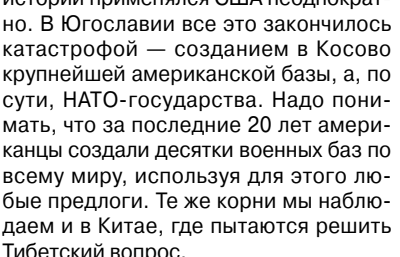 истории применялся США неоднократ-
но. В Югославии все это закончилось
катастрофой — созданием в Косово
крупнейшей американской базы, а, по
сути, НАТО-государства. Надо пони-
мать, что за последние 20 лет амери-
канцы создали десятки военных баз по
всему миру, используя для этого лю-
бые предлоги. Те же корни мы наблю-
даем и в Китае, где пытаются решить
Тибетский вопрос.